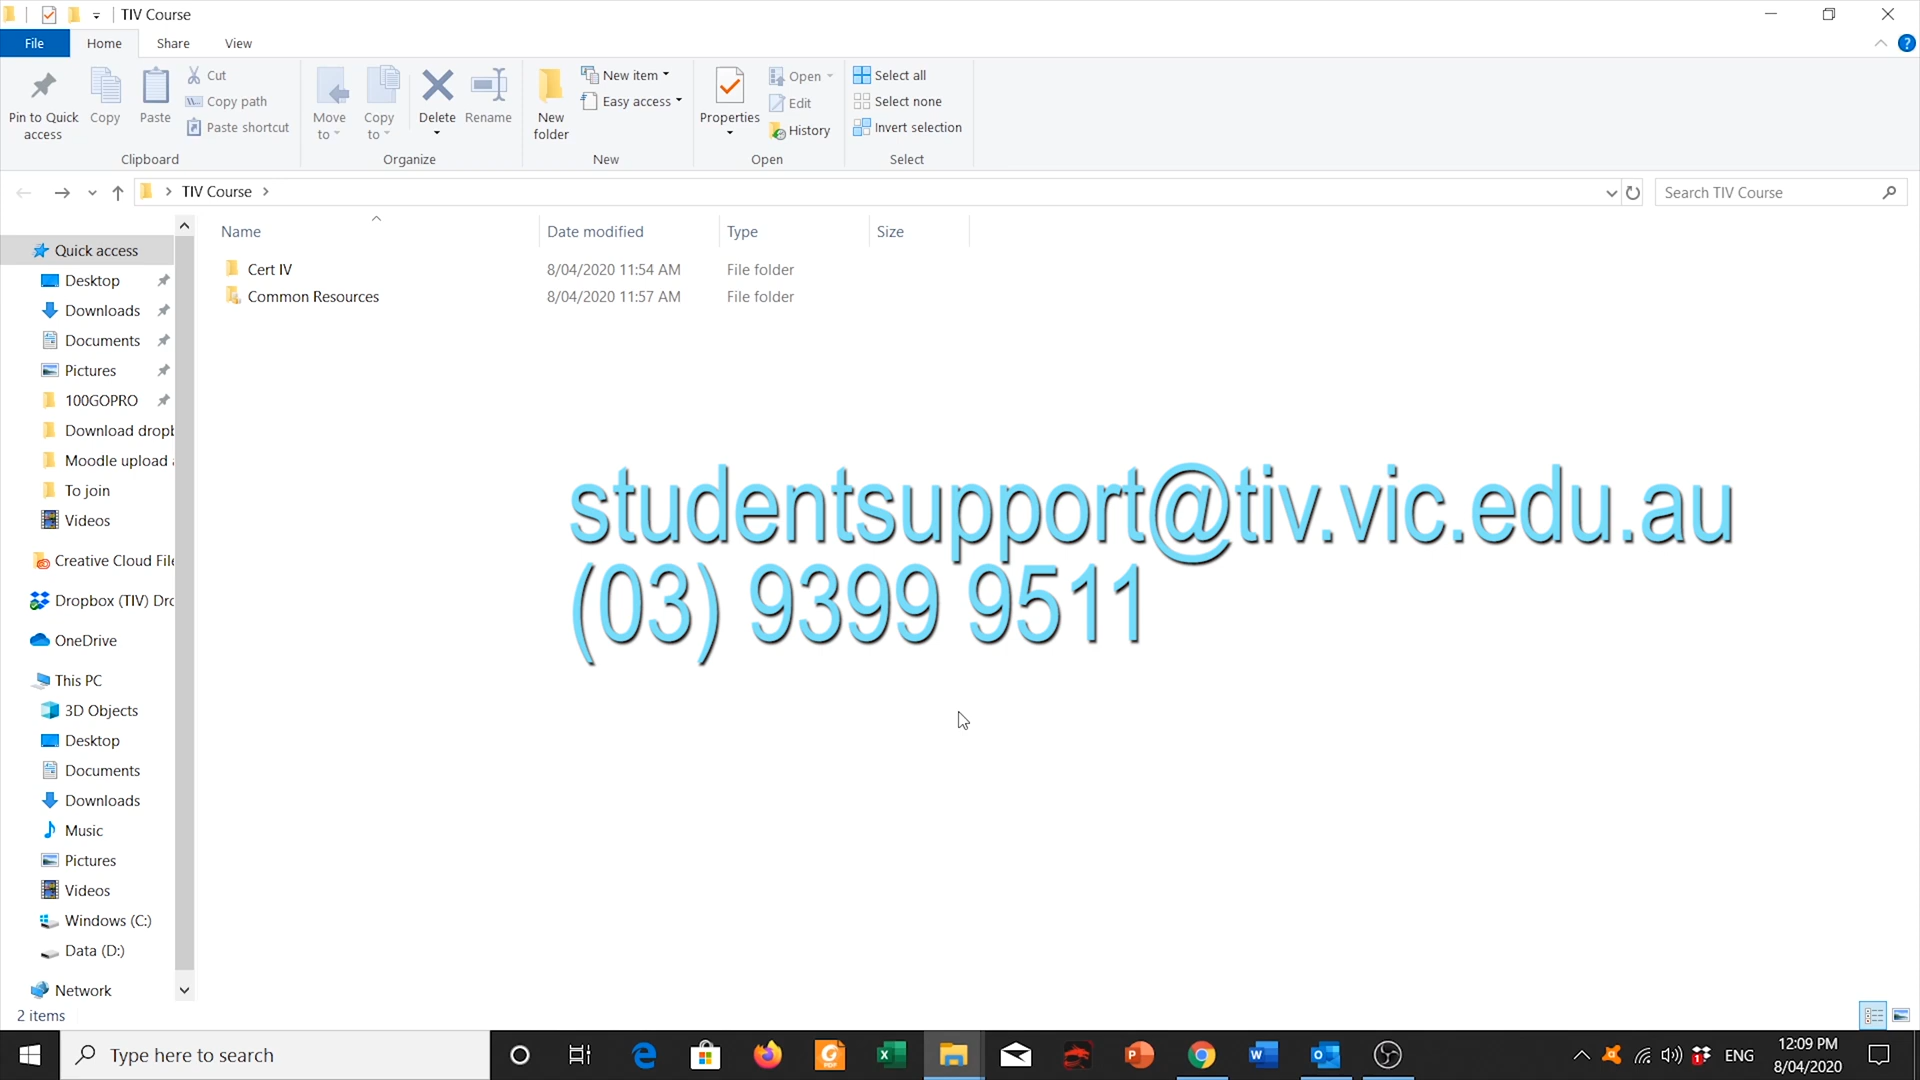 TIV Course
File
Home
Share
View
Pin to Quick access
Copy
Paste
Cut
Copy path
Paste shortcut
Clipboard
Move to
Copy to
Delete
Rename
Organize
New folder
New item
Easy access
New
Properties
Open
Edit
History
Open
Select all
Select none
Invert selection
Select
TIV Course
Search TIV Course
Name
Date modified
Type
Size
Cert IV
8/04/2020 11:54 AM
File folder
Common Resources
8/04/2020 11:57 AM
File folder
Quick access
Desktop
Downloads
Documents
Pictures
100GOPRO
Download dropb
Moodle upload a
To join
Videos
Creative Cloud File
Dropbox (TIV) Dro
OneDrive
This PC
3D Objects
Desktop
Documents
Downloads
Music
Pictures
Videos
Windows (C:)
Data (D:)
Network
studentsupport@tiv.vic.edu.au
(03) 9399 9511
2 items
Type here to search
ENG
12:09 PM
8/04/2020